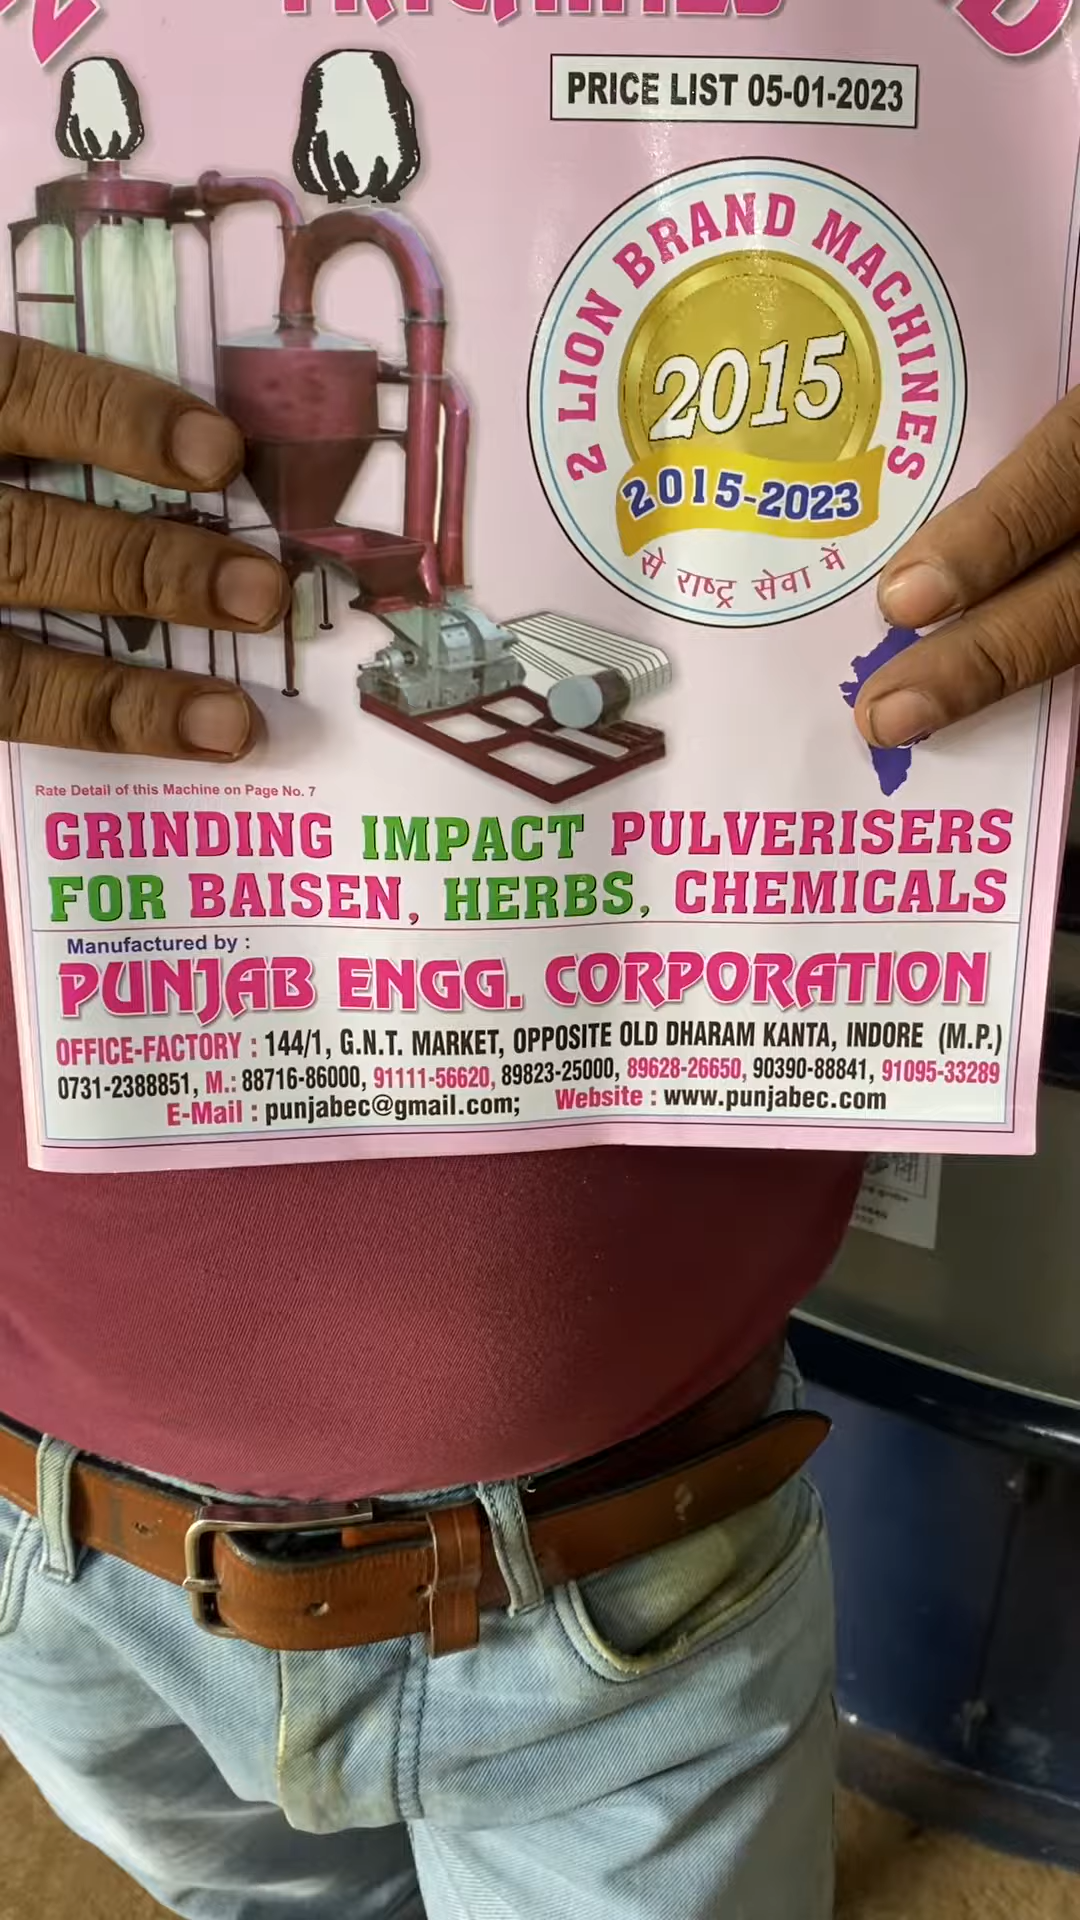 PRICE LIST 05-01-2023
2 LION BRAND MACHINES
2015
2015-2023
से राष्ट्र सेवा में
Rate Detail of this Machine on Page No. 7
GRINDING IMPACT PULVERISERS
FOR BAISEN, HERBS, CHEMICALS
Manufactured by :
PUNJAB ENGG. CORPORATION
OFFICE-FACTORY : 144/1, G.N.T. MARKET, OPPOSITE OLD DHARAM KANTA, INDORE (M.P.)
0731-2388851, M.: 88716-86000, 91111-56620, 89823-25000, 89628-26650, 90390-88841, 91095-33289
E-Mail : punjabec@gmail.com; Website : www.punjabec.com